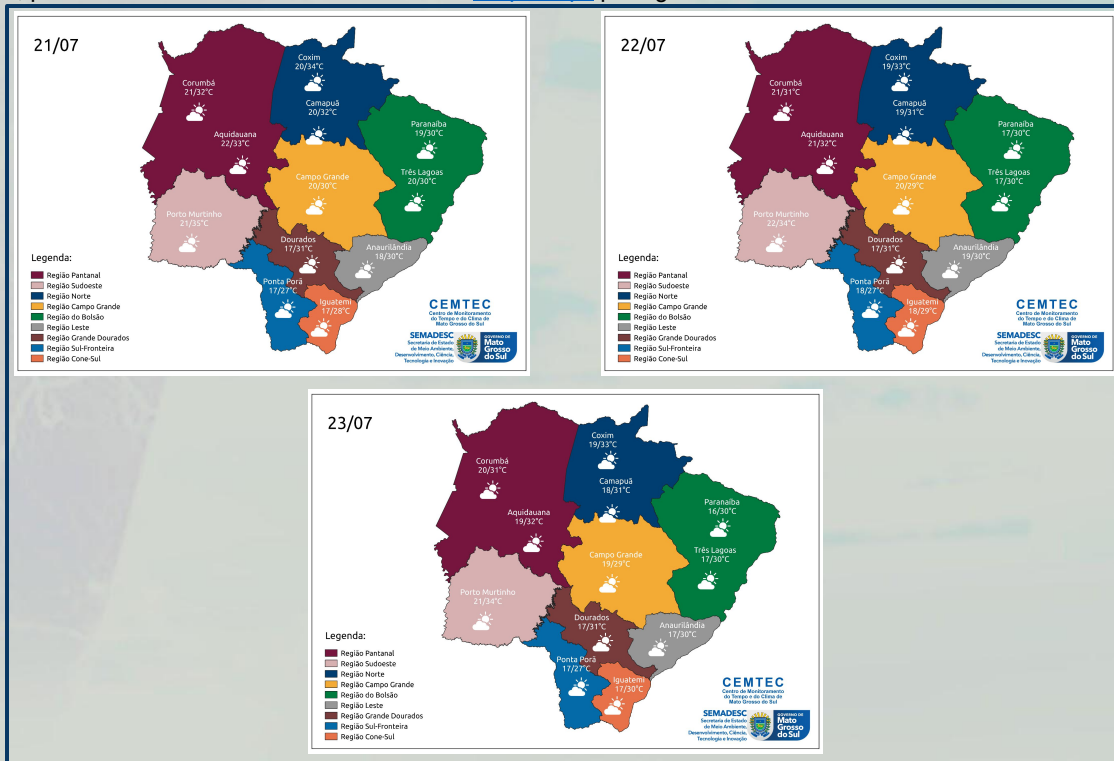 21/07
Coxim
20/34°C
Corumbá
21/32°C
Camapuã
20/32°C
Paranaíba
19/30°C
Aquidauana
22/33°C
Três Lagoas
20/30°C
Campo Grande
20/30°C
Porto Murtinho
21/35°C
Dourados
17/31°C
Anaurilândia
18/30°C
Ponta Porã
17/27°C
Iguatemi
17/28°C
Legenda:
Região Pantanal
Região Sudoeste
Região Norte
Região Campo Grande
Região do Bolsão
Região Leste
Região Grande Dourados
Região Sul-Fronteira
Região Cone-Sul
CEMTEC
Centro de Monitoramento
do Tempo e do Clima de
Mato Grosso do Sul
SEMADESC
Secretaria de Estado
de Meio Ambiente,
Desenvolvimento, Ciência,
Tecnologia e Inovação
GOVERNO DE
Mato
Grosso
do Sul
22/07
Coxim
19/33°C
Corumbá
21/31°C
Camapuã
19/31°C
Paranaíba
17/30°C
Aquidauana
21/32°C
Três Lagoas
17/30°C
Campo Grande
20/29°C
Porto Murtinho
22/34°C
Dourados
17/31°C
Anaurilândia
19/30°C
Ponta Porã
18/27°C
Iguatemi
18/29°C
Legenda:
Região Pantanal
Região Sudoeste
Região Norte
Região Campo Grande
Região do Bolsão
Região Leste
Região Grande Dourados
Região Sul-Fronteira
Região Cone-Sul
CEMTEC
Centro de Monitoramento
do Tempo e do Clima de
Mato Grosso do Sul
SEMADESC
Secretaria de Estado
de Meio Ambiente,
Desenvolvimento, Ciência,
Tecnologia e Inovação
GOVERNO DE
Mato
Grosso
do Sul
23/07
Coxim
19/33°C
Corumbá
20/31°C
Camapuã
18/31°C
Paranaíba
16/30°C
Aquidauana
19/32°C
Três Lagoas
17/30°C
Campo Grande
19/29°C
Porto Murtinho
21/34°C
Dourados
17/31°C
Anaurilândia
17/30°C
Ponta Porã
17/27°C
Iguatemi
17/30°C
Legenda:
Região Pantanal
Região Sudoeste
Região Norte
Região Campo Grande
Região do Bolsão
Região Leste
Região Grande Dourados
Região Sul-Fronteira
Região Cone-Sul
CEMTEC
Centro de Monitoramento
do Tempo e do Clima de
Mato Grosso do Sul
SEMADESC
Secretaria de Estado
de Meio Ambiente,
Desenvolvimento, Ciência,
Tecnologia e Inovação
GOVERNO DE
Mato
Grosso
do Sul